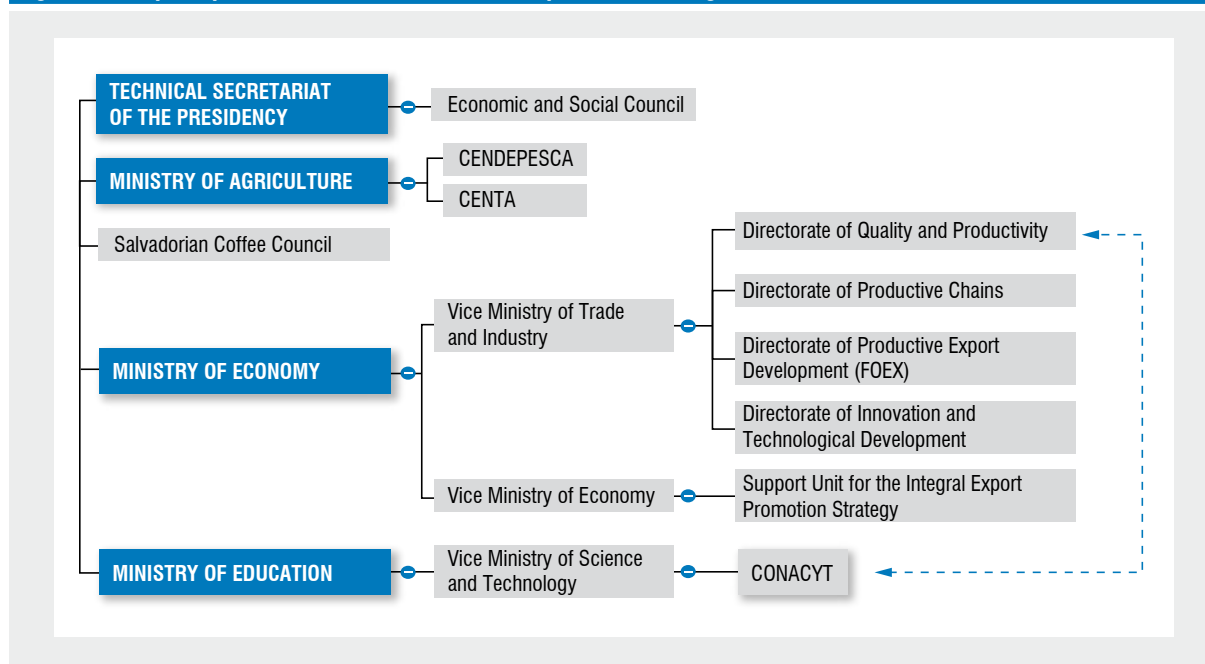 TECHNICAL SECRETARIAT
OF THE PRESIDENCY
Economic and Social Council
MINISTRY OF AGRICULTURE
CENDEPESCA
CENTA
Salvadorian Coffee Council
MINISTRY OF ECONOMY
Vice Ministry of Trade
and Industry
Directorate of Quality and Productivity
Directorate of Productive Chains
Directorate of Productive Export
Development (FOEX)
Directorate of Innovation and
Technological Development
Vice Ministry of Economy
Support Unit for the Integral Export
Promotion Strategy
MINISTRY OF EDUCATION
Vice Ministry of Science
and Technology
CONACYT